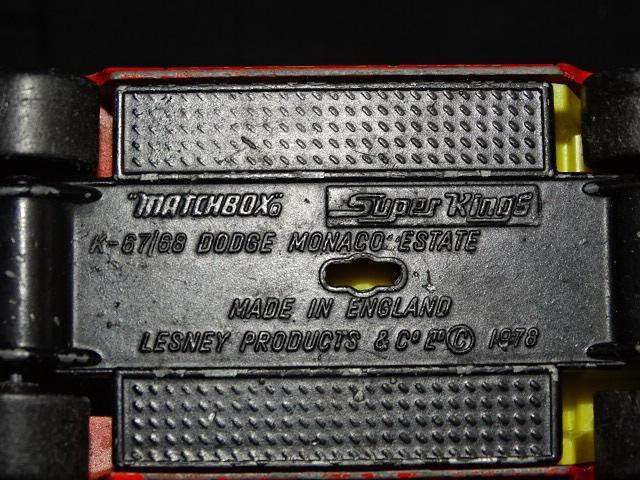 "MATCHBOX"® Super Kings
K-67/68 DODGE MONACO ESTATE
MADE IN ENGLAND
LESNEY PRODUCTS & Cº Lᵀᴰ © 1978